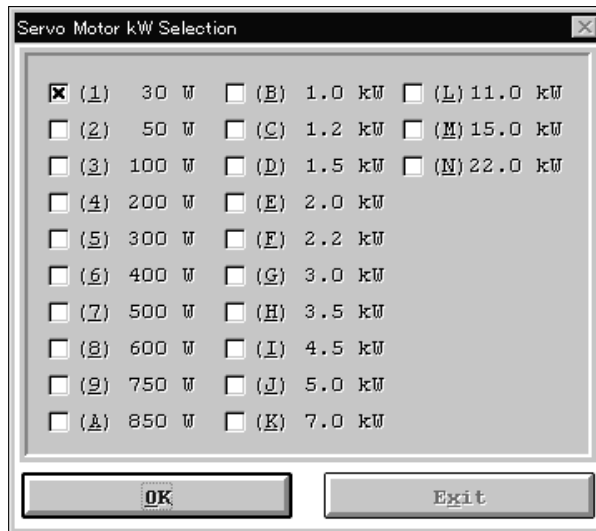 Servo Motor kW Selection
(1) 30 W (B) 1.0 kW (L) 11.0 kW
(2) 50 W (C) 1.2 kW (M) 15.0 kW
(3) 100 W (D) 1.5 kW (N) 22.0 kW
(4) 200 W (E) 2.0 kW
(5) 300 W (F) 2.2 kW
(6) 400 W (G) 3.0 kW
(7) 500 W (H) 3.5 kW
(8) 600 W (I) 4.5 kW
(9) 750 W (J) 5.0 kW
(A) 850 W (K) 7.0 kW
OK Exit